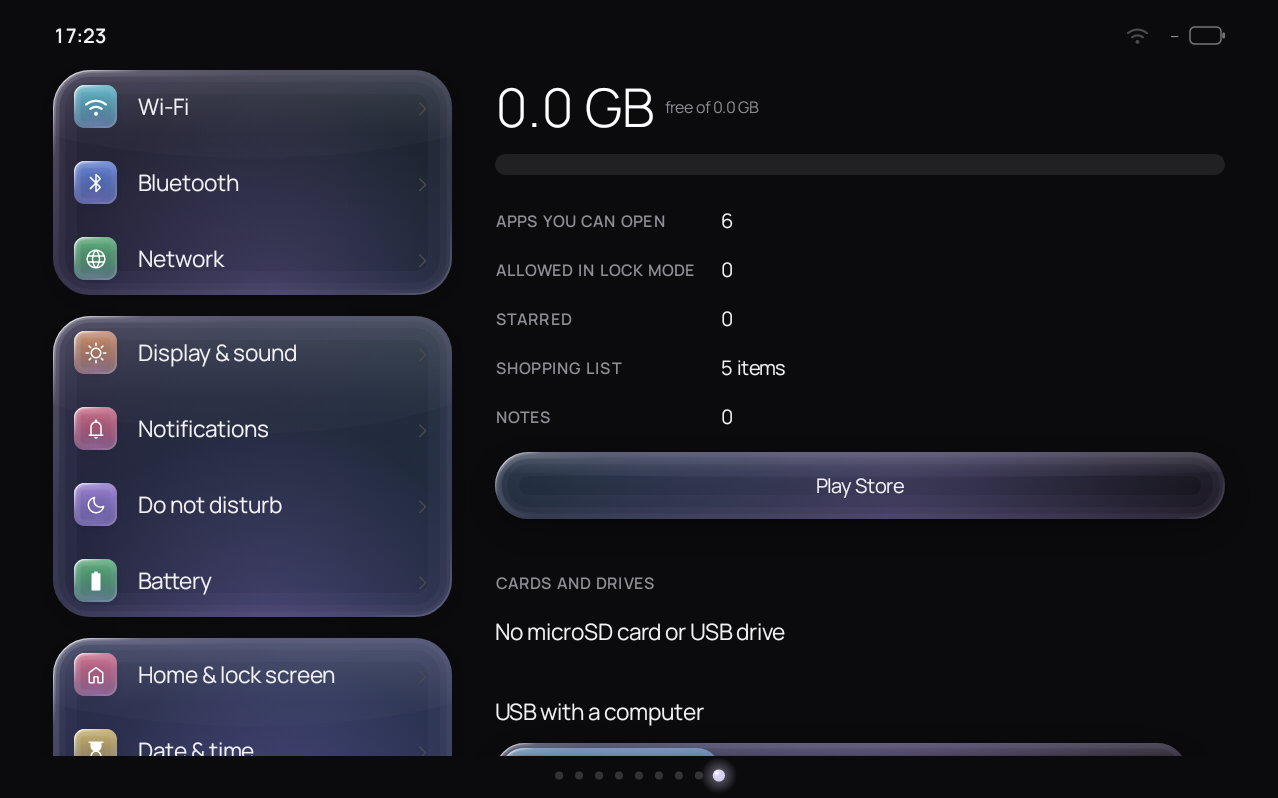 17:23
–
Wi-Fi
Bluetooth
Network
Display & sound
Notifications
Do not disturb
Battery
Home & lock screen
Date & time
0.0 GB free of 0.0 GB
APPS YOU CAN OPEN 6
ALLOWED IN LOCK MODE 0
STARRED 0
SHOPPING LIST 5 items
NOTES 0
Play Store
CARDS AND DRIVES
No microSD card or USB drive
USB with a computer